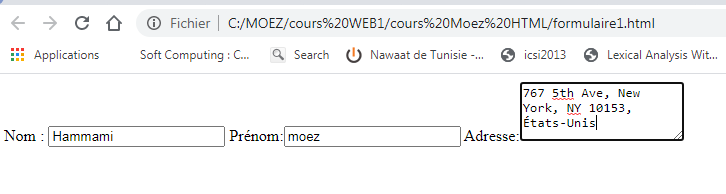 Fichier C:/MOEZ/cours%20WEB1/cours%20Moez%20HTML/formulaire1.html
Applications Soft Computing : C... Search Nawaat de Tunisie -... icsi2013 Lexical Analysis Wit...
Nom : Hammami Prénom: moez Adresse:
767 5th Ave, New
York, NY 10153,
États-Unis